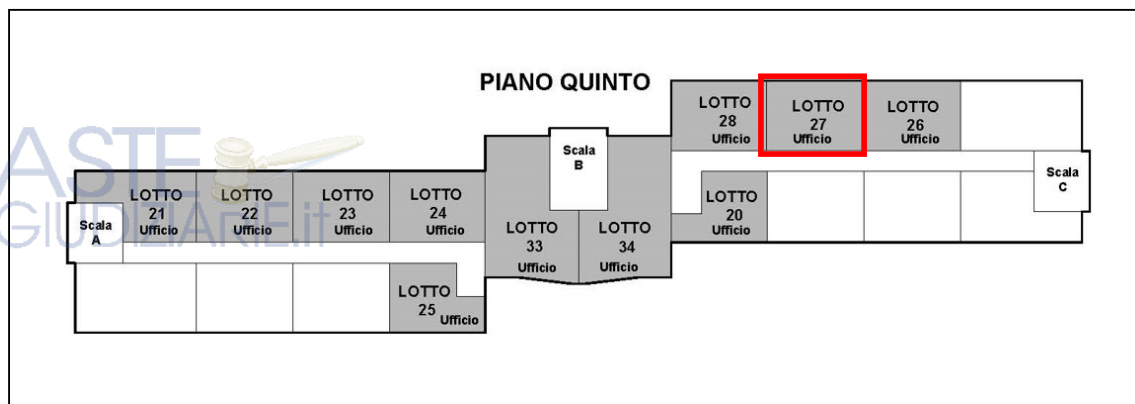 PIANO QUINTO
LOTTO
28
Ufficio
LOTTO
27
Ufficio
LOTTO
26
Ufficio
Scala
B
Scala
C
ASTE
GIUDIZIARIE.it
LOTTO
21
Ufficio
LOTTO
22
Ufficio
LOTTO
23
Ufficio
LOTTO
24
Ufficio
LOTTO
20
Ufficio
Scala
A
LOTTO
33
Ufficio
LOTTO
34
Ufficio
LOTTO
25
Ufficio